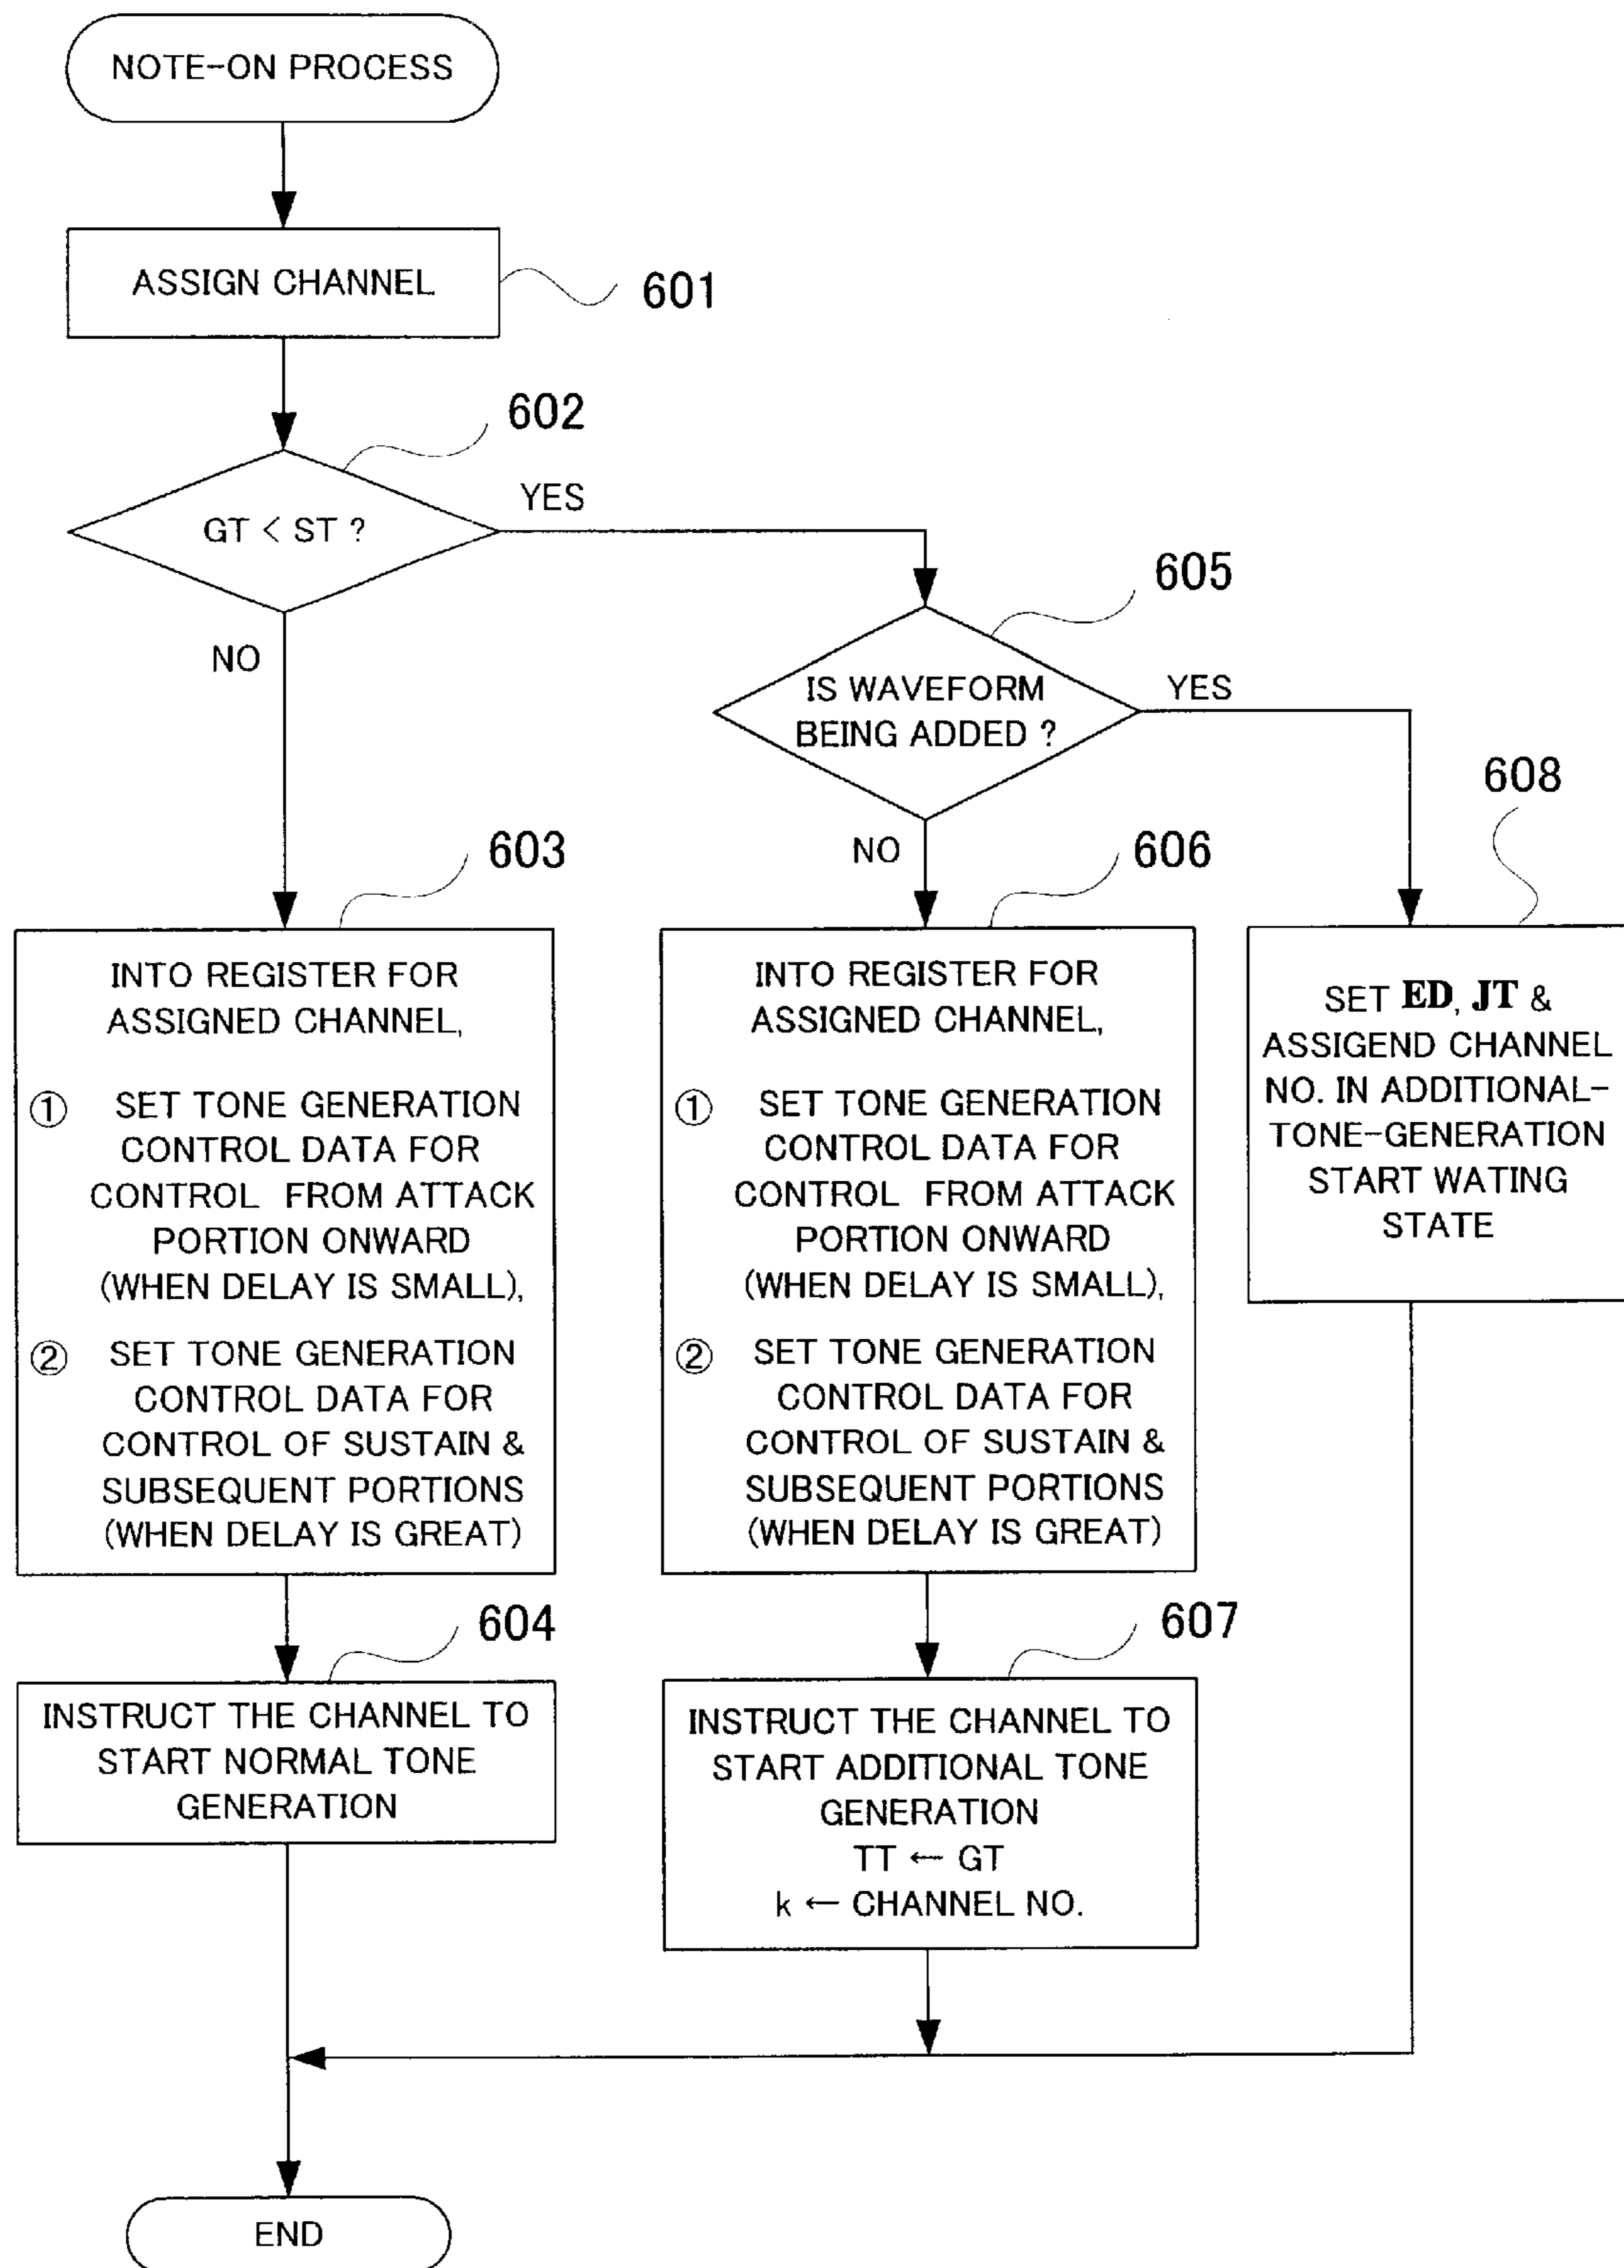 NOTE-ON PROCESS
ASSIGN CHANNEL
601
602
GT < ST ?
YES
NO
605
IS WAVEFORM
BEING ADDED ?
YES
NO
608
603
INTO REGISTER FOR
ASSIGNED CHANNEL,
① SET TONE GENERATION
CONTROL DATA FOR
CONTROL FROM ATTACK
PORTION ONWARD
(WHEN DELAY IS SMALL),
② SET TONE GENERATION
CONTROL DATA FOR
CONTROL OF SUSTAIN &
SUBSEQUENT PORTIONS
(WHEN DELAY IS GREAT)
606
INTO REGISTER FOR
ASSIGNED CHANNEL,
① SET TONE GENERATION
CONTROL DATA FOR
CONTROL FROM ATTACK
PORTION ONWARD
(WHEN DELAY IS SMALL),
② SET TONE GENERATION
CONTROL DATA FOR
CONTROL OF SUSTAIN &
SUBSEQUENT PORTIONS
(WHEN DELAY IS GREAT)
SET ED, JT &
ASSIGEND CHANNEL
NO. IN ADDITIONAL-
TONE-GENERATION
START WATING
STATE
604
INSTRUCT THE CHANNEL TO
START NORMAL TONE
GENERATION
607
INSTRUCT THE CHANNEL TO
START ADDITIONAL TONE
GENERATION
TT ← GT
k ← CHANNEL NO.
END